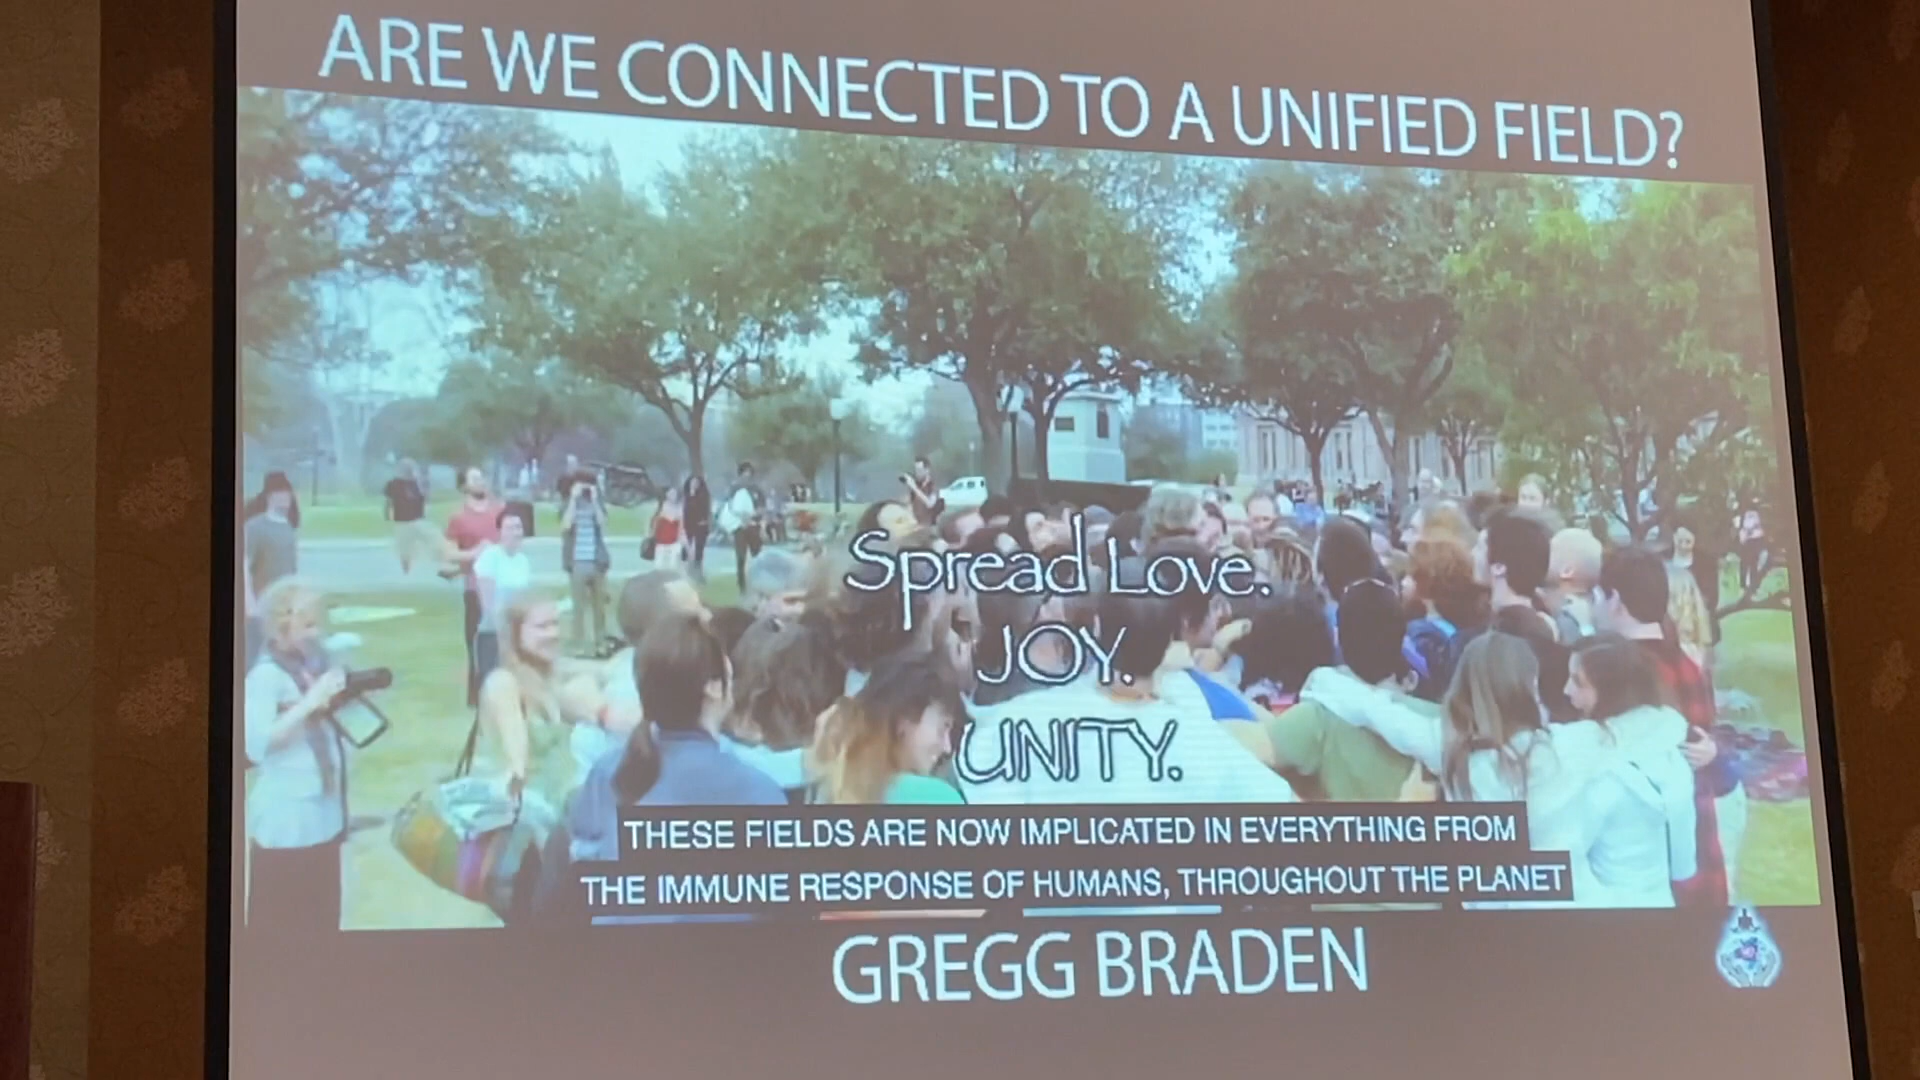 ARE WE CONNECTED TO A UNIFIED FIELD?
Spread Love.
JOY.
UNITY.
THESE FIELDS ARE NOW IMPLICATED IN EVERYTHING FROM
THE IMMUNE RESPONSE OF HUMANS, THROUGHOUT THE PLANET
GREGG BRADEN